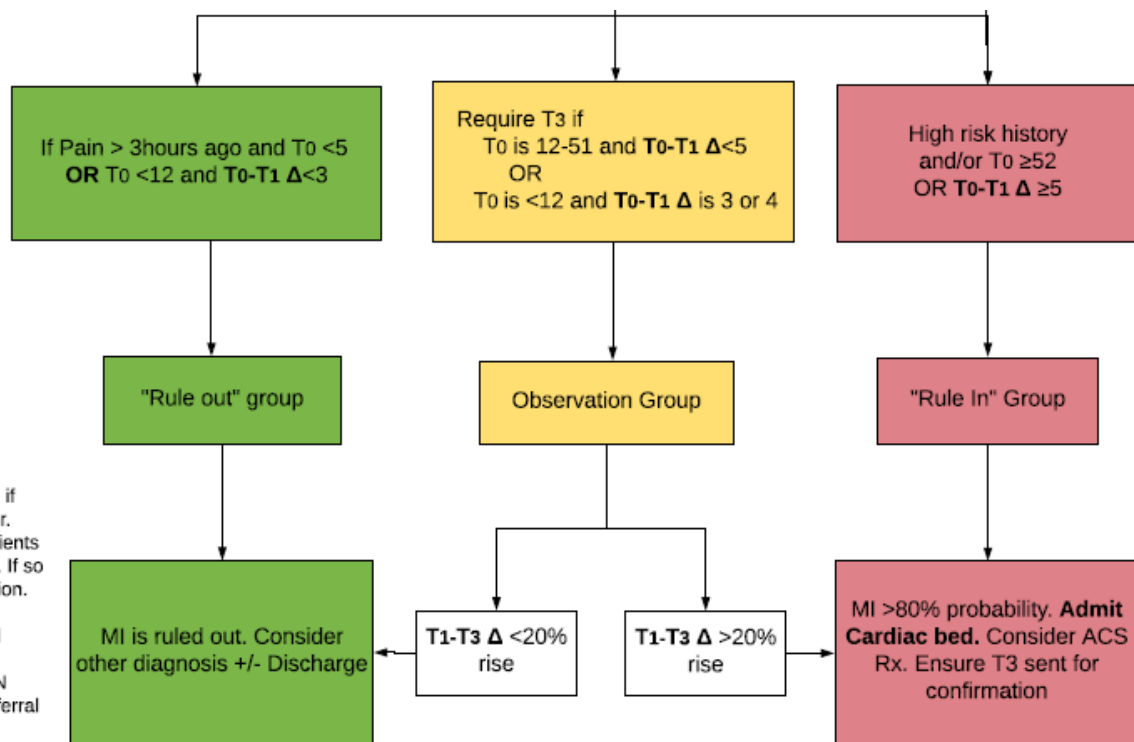 If Pain > 3hours ago and T0 <5
OR T0 <12 and T0-T1 Δ<3
Require T3 if
T0 is 12-51 and T0-T1 Δ<5
OR
T0 is <12 and T0-T1 Δ is 3 or 4
High risk history
and/or T0 ≥52
OR T0-T1 Δ ≥5
"Rule out" group
Observation Group
"Rule In" Group
if
r.
ients
. If so
ion.
N
ferral
MI is ruled out. Consider
other diagnosis +/- Discharge
T1-T3 Δ <20%
rise
T1-T3 Δ >20%
rise
MI >80% probability. Admit
Cardiac bed. Consider ACS
Rx. Ensure T3 sent for
confirmation